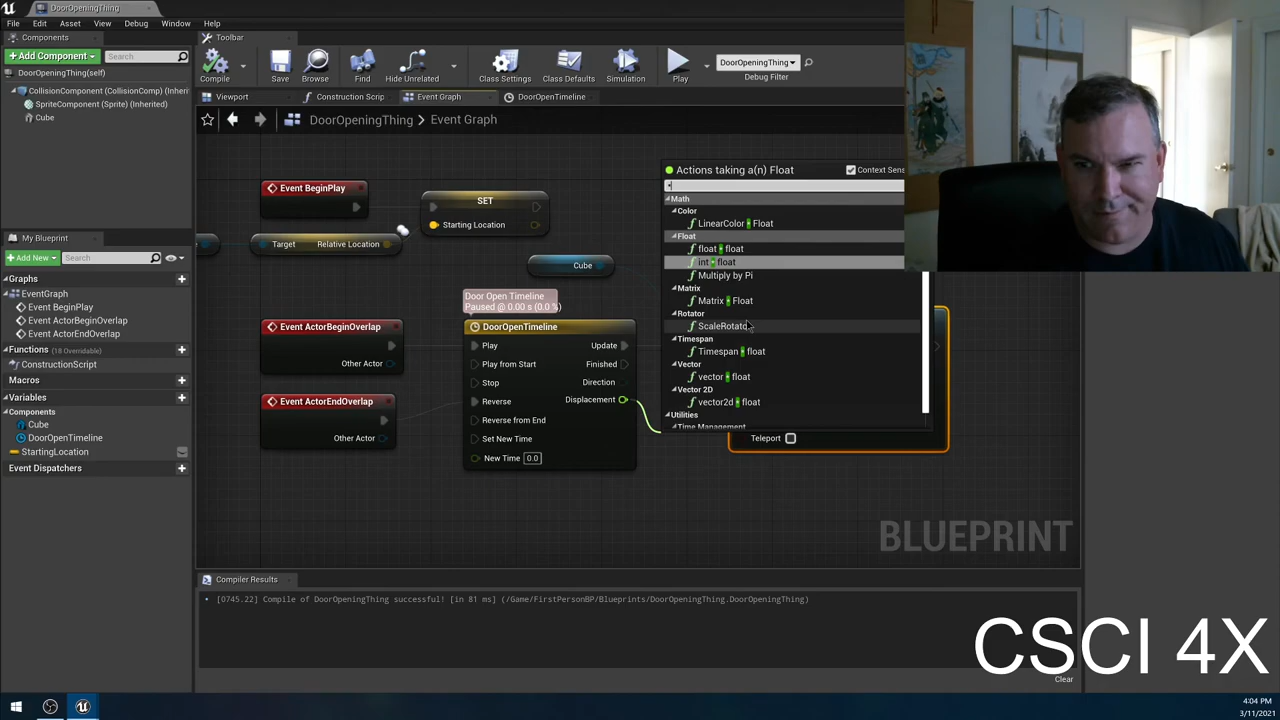 DoorOpeningThing
File Edit Asset View Window Debug Window Help
Components
Toolbar
Add Component
Search
DoorOpeningThing(self)
CollisionComponent (CollisionComp) (Inheri
SpriteComponent (Sprite) (Inherited)
Cube
Compile
Save
Browse
Find
Hide Unrelated
Class Settings
Class Defaults
Simulation
Play
DoorOpeningThing
Debug Filter
Viewport
Construction Scrip
Event Graph
DoorOpenTimeline
DoorOpeningThing > Event Graph
My Blueprint
Add New
Search
Graphs
EventGraph
Event BeginPlay
Event ActorBeginOverlap
Event ActorEndOverlap
Functions (18 Overridable)
ConstructionScript
Macros
Variables
Components
Cube
DoorOpenTimeline
StartingLocation
Event Dispatchers
Event BeginPlay
SET
Starting Location
Target Relative Location
Cube
Door Open Timeline
Paused @ 0.00 s (0.0 %)
Event ActorBeginOverlap
Other Actor
Event ActorEndOverlap
Other Actor
DoorOpenTimeline
Play Update
Play from Start Finished
Stop Direction
Reverse Displacement
Reverse from End
Set New Time
New Time 0.0
Actions taking a(n) Float
Context Sens
*
Math
Color
LinearColor * Float
Float
float * float
int * float
Multiply by Pi
Matrix
Matrix * Float
Rotator
ScaleRotator
Timespan
Timespan * float
Vector
vector * float
Vector 2D
vector2d * float
Utilities
Time Management
Teleport
BLUEPRINT
Compiler Results
[0745.22] Compile of DoorOpeningThing successful! [in 81 ms] (/Game/FirstPersonBP/Blueprints/DoorOpeningThing.DoorOpeningThing)
Clear
CSCI 4X
4:04 PM
3/11/2021